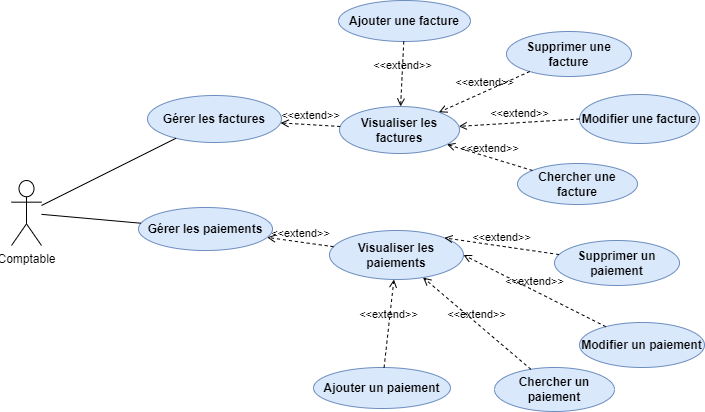 Ajouter une facture
<<extend>>
Supprimer une
facture
<<extend>>
Gérer les factures
<<extend>>
Visualiser les
factures
<<extend>>
Modifier une facture
<<extend>>
Chercher une
facture
Comptable
Gérer les paiements
<<extend>>
Visualiser les
paiements
<<extend>>
Supprimer un
paiement
<<extend>>
Modifier un paiement
<<extend>>
<<extend>>
Ajouter un paiement
Chercher un
paiement